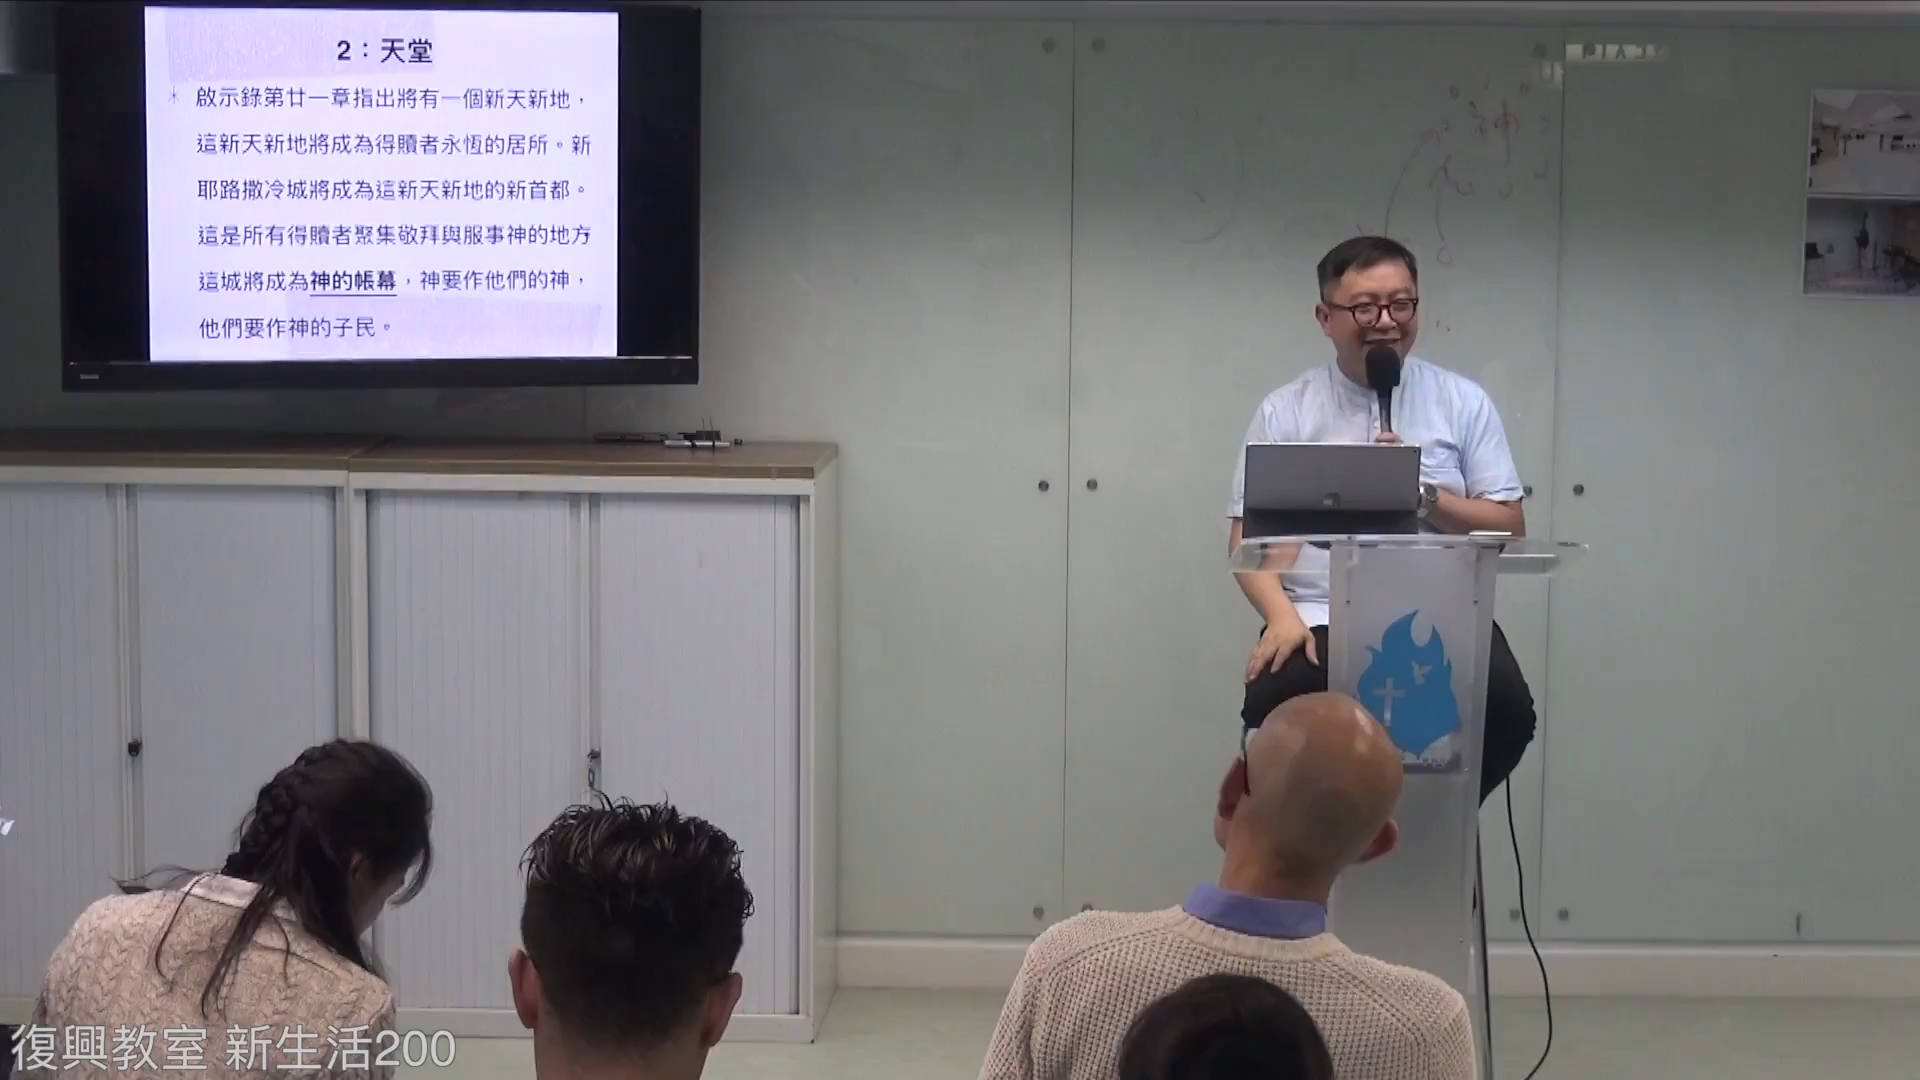 2：天堂
＊ 啟示錄第廿一章指出將有一個新天新地，
這新天新地將成為得贖者永恆的居所。新
耶路撒冷城將成為這新天新地的新首都。
這是所有得贖者聚集敬拜與服事神的地方
這城將成為神的帳幕，神要作他們的神，
他們要作神的子民。
神
復興教室 新生活200